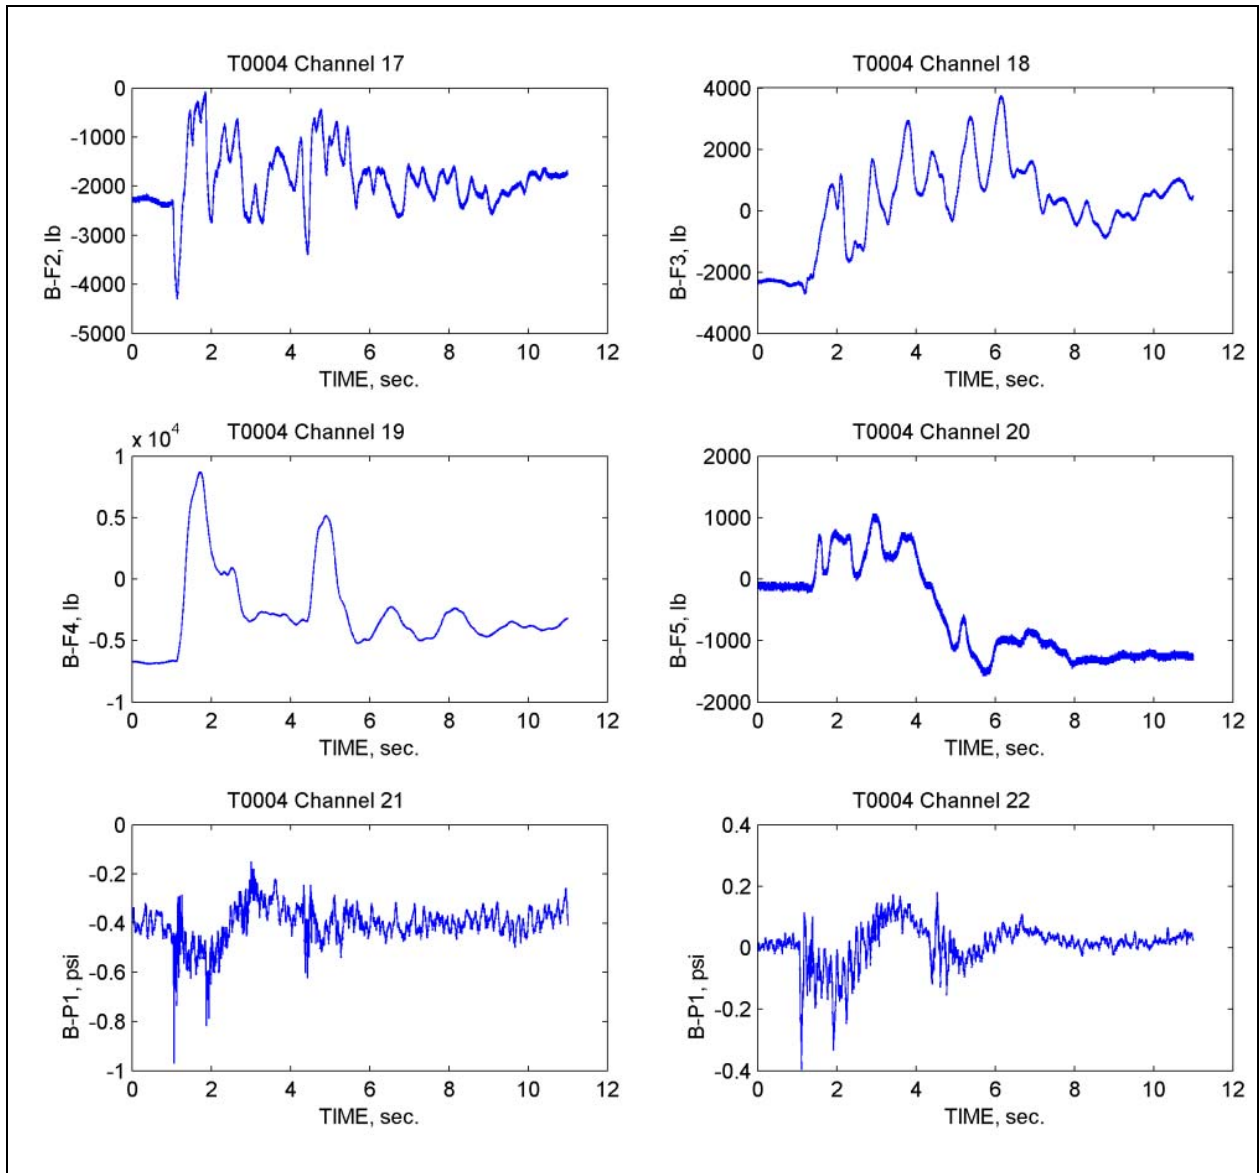 T0004 Channel 17
0
-1000
-2000
-3000
-4000
-5000
B-F2, lb
0 2 4 6 8 10 12
TIME, sec.
T0004 Channel 18
4000
2000
0
-2000
-4000
B-F3, lb
0 2 4 6 8 10 12
TIME, sec.
x 10^4
T0004 Channel 19
1
0.5
0
-0.5
-1
B-F4, lb
0 2 4 6 8 10 12
TIME, sec.
T0004 Channel 20
2000
1000
0
-1000
-2000
B-F5, lb
0 2 4 6 8 10 12
TIME, sec.
T0004 Channel 21
0
-0.2
-0.4
-0.6
-0.8
-1
B-P1, psi
0 2 4 6 8 10 12
TIME, sec.
T0004 Channel 22
0.4
0.2
0
-0.2
-0.4
B-P1, psi
0 2 4 6 8 10 12
TIME, sec.